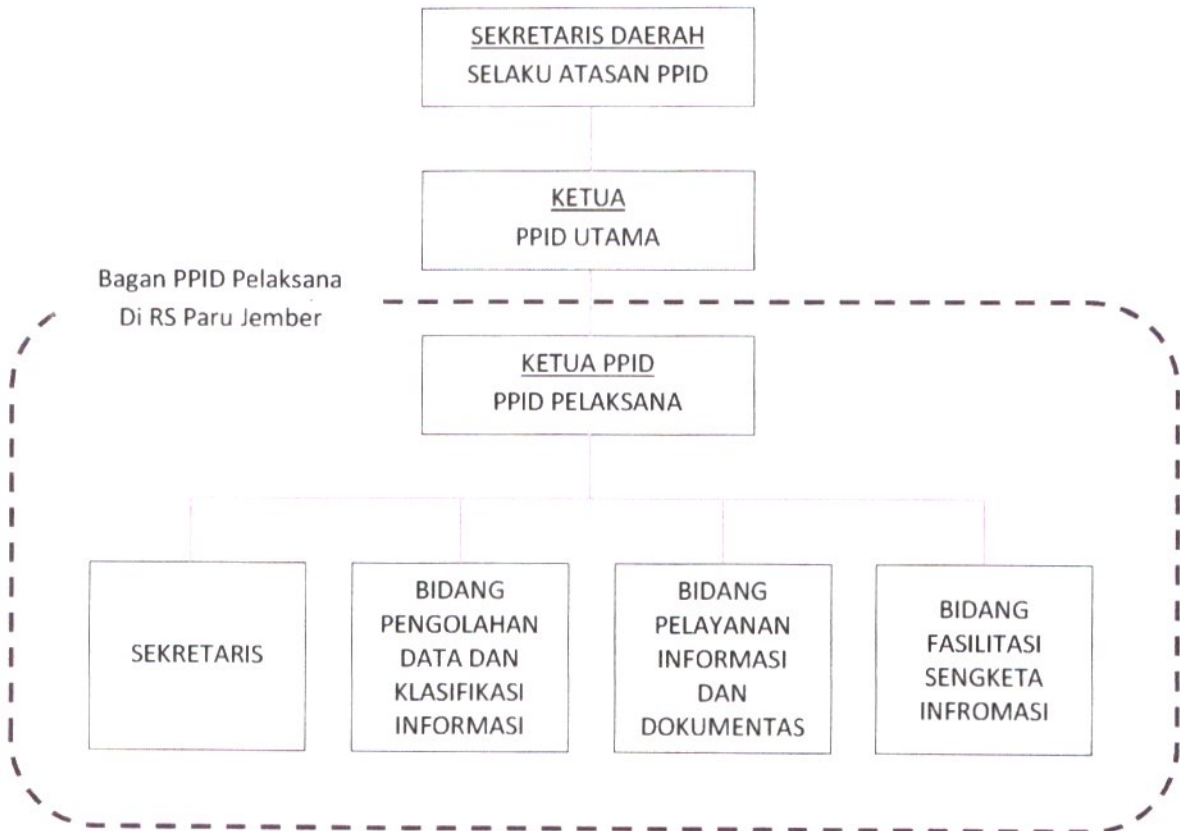 SEKRETARIS DAERAH
SELAKU ATASAN PPID
KETUA
PPID UTAMA
Bagan PPID Pelaksana
Di RS Paru Jember
KETUA PPID
PPID PELAKSANA
SEKRETARIS
BIDANG
PENGOLAHAN
DATA DAN
KLASIFIKASI
INFORMASI
BIDANG
PELAYANAN
INFORMASI
DAN
DOKUMENTAS
BIDANG
FASILITASI
SENGKETA
INFROMASI